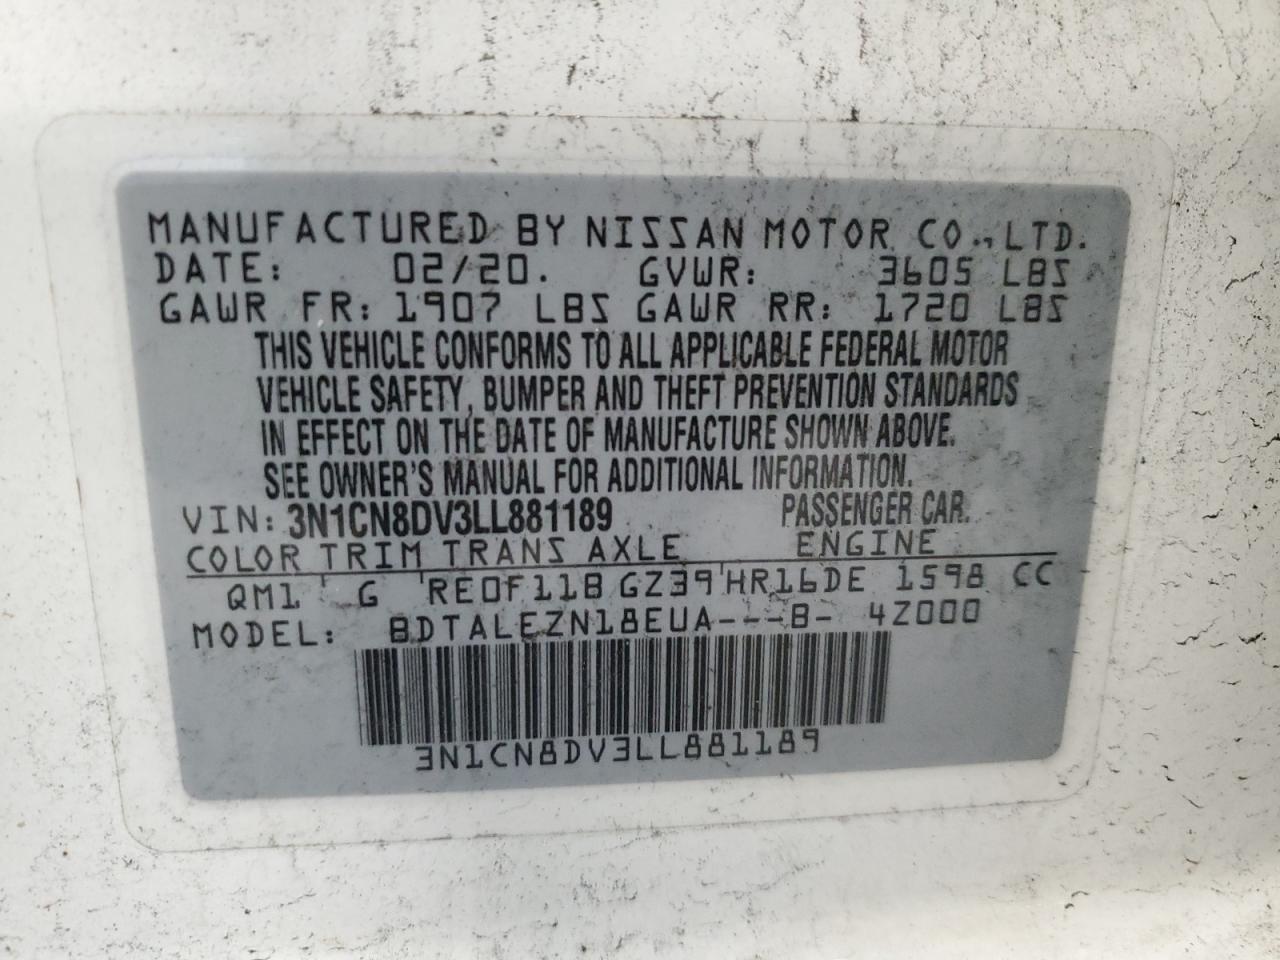 MANUFACTURED BY NISSAN MOTOR CO., LTD.
DATE: 02/20. GVWR: 3605 LBS
GAWR FR: 1907 LBS GAWR RR: 1720 LBS
THIS VEHICLE CONFORMS TO ALL APPLICABLE FEDERAL MOTOR
VEHICLE SAFETY, BUMPER AND THEFT PREVENTION STANDARDS
IN EFFECT ON THE DATE OF MANUFACTURE SHOWN ABOVE.
SEE OWNER'S MANUAL FOR ADDITIONAL INFORMATION.
VIN: 3N1CN8DV3LL881189 PASSENGER CAR.
COLOR TRIM TRANS AXLE ENGINE
QM1 G RE0F11B GZ39 HR16DE 1598 CC
MODEL: BDTALEZN18EUA---B- 4Z000
3N1CN8DV3LL881189